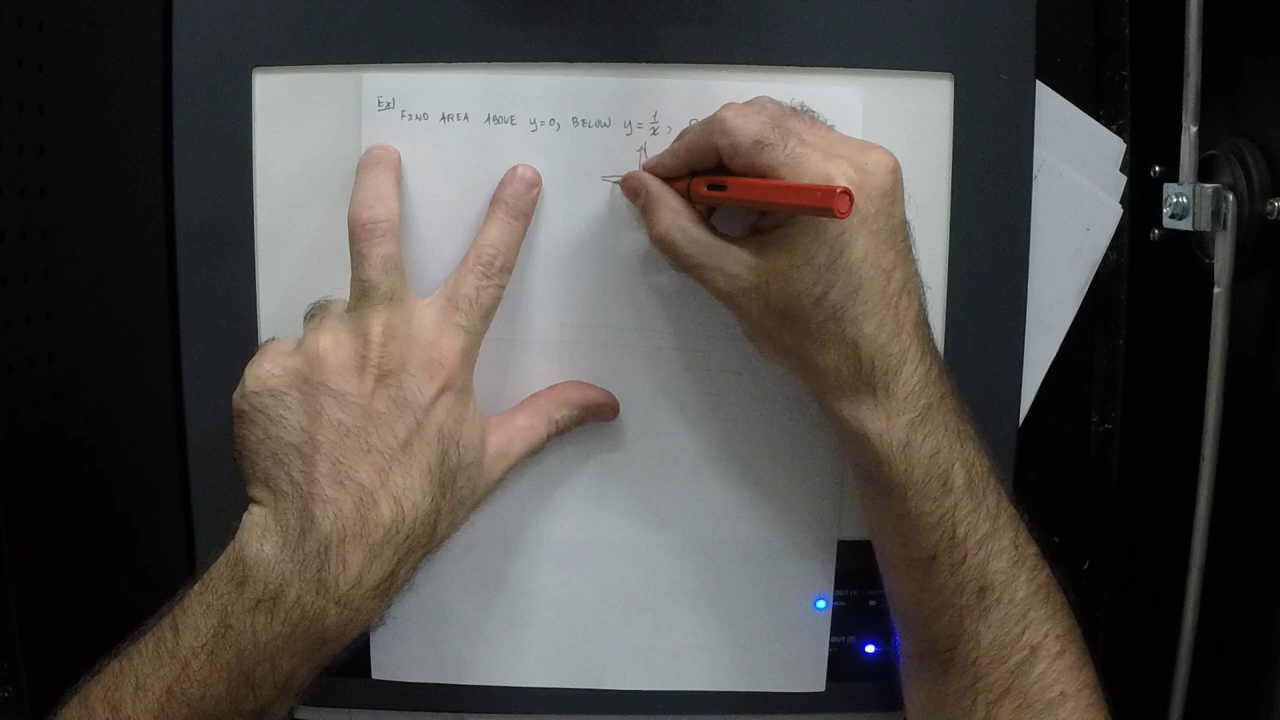 Ex)
FIND AREA ABOVE y=0, BELOW y = 1/x,